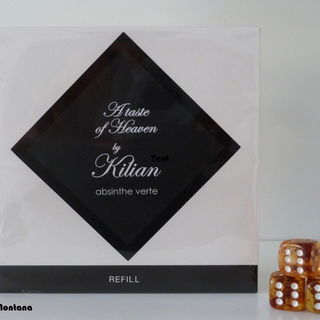 A taste
of Heaven
by
Kilian
Test
absinthe verte
REFILL
Montana